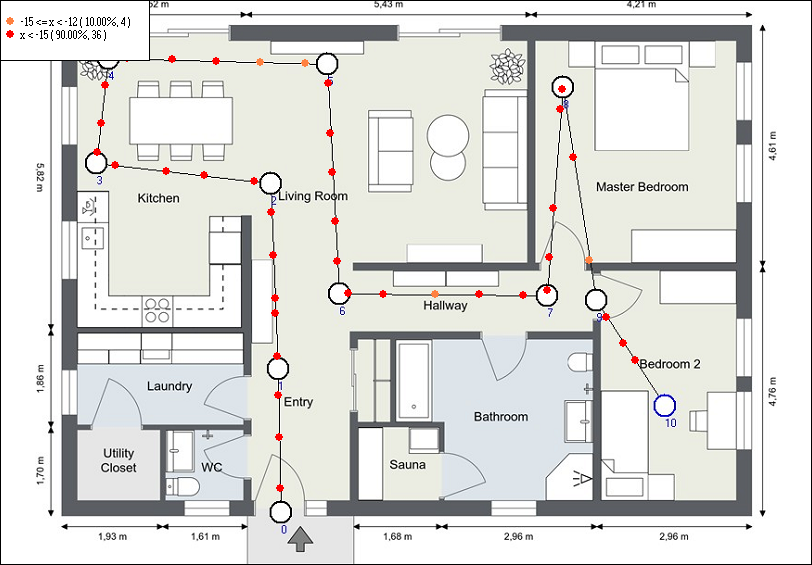 -15 <= x < -12 ( 10.00%, 4 )
x < -15 ( 90.00%, 36 )
52 m
5,43 m
4,21 m
4
5
8
5,82 m
4,61 m
3
Kitchen
2
Living Room
Master Bedroom
6
Hallway
7
9
1,86 m
Laundry
1
Entry
Bedroom 2
4,76 m
10
Bathroom
1,70 m
Utility
Closet
WC
Sauna
0
1,93 m
1,61 m
1,68 m
2,96 m
2,96 m